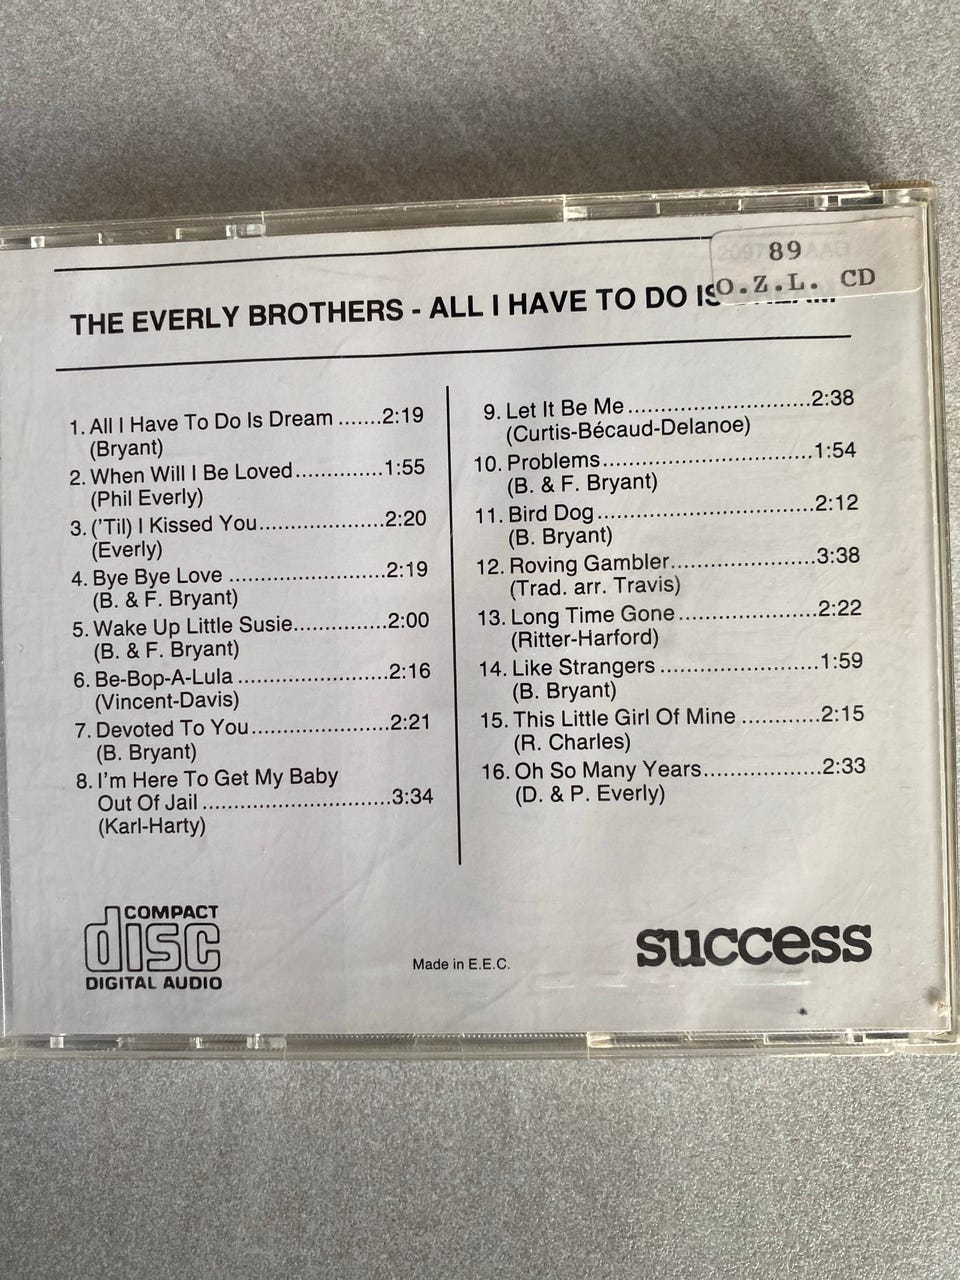 89
O.Z.L. CD
THE EVERLY BROTHERS - ALL I HAVE TO DO IS
1. All I Have To Do Is Dream .......2:19
(Bryant)
2. When Will I Be Loved.............1:55
(Phil Everly)
3. ('Til) I Kissed You...................2:20
(Everly)
4. Bye Bye Love ........................2:19
(B. & F. Bryant)
5. Wake Up Little Susie..............2:00
(B. & F. Bryant)
6. Be-Bop-A-Lula .......................2:16
(Vincent-Davis)
7. Devoted To You.....................2:21
(B. Bryant)
8. I'm Here To Get My Baby
Out Of Jail .............................3:34
(Karl-Harty)
9. Let It Be Me............................2:38
(Curtis-Bécaud-Delanoe)
10. Problems................................1:54
(B. & F. Bryant)
11. Bird Dog.................................2:12
(B. Bryant)
12. Roving Gambler......................3:38
(Trad. arr. Travis)
13. Long Time Gone.....................2:22
(Ritter-Harford)
14. Like Strangers ........................1:59
(B. Bryant)
15. This Little Girl Of Mine ............2:15
(R. Charles)
16. Oh So Many Years..................2:33
(D. & P. Everly)
COMPACT
disc
DIGITAL AUDIO
Made in E.E.C.
success